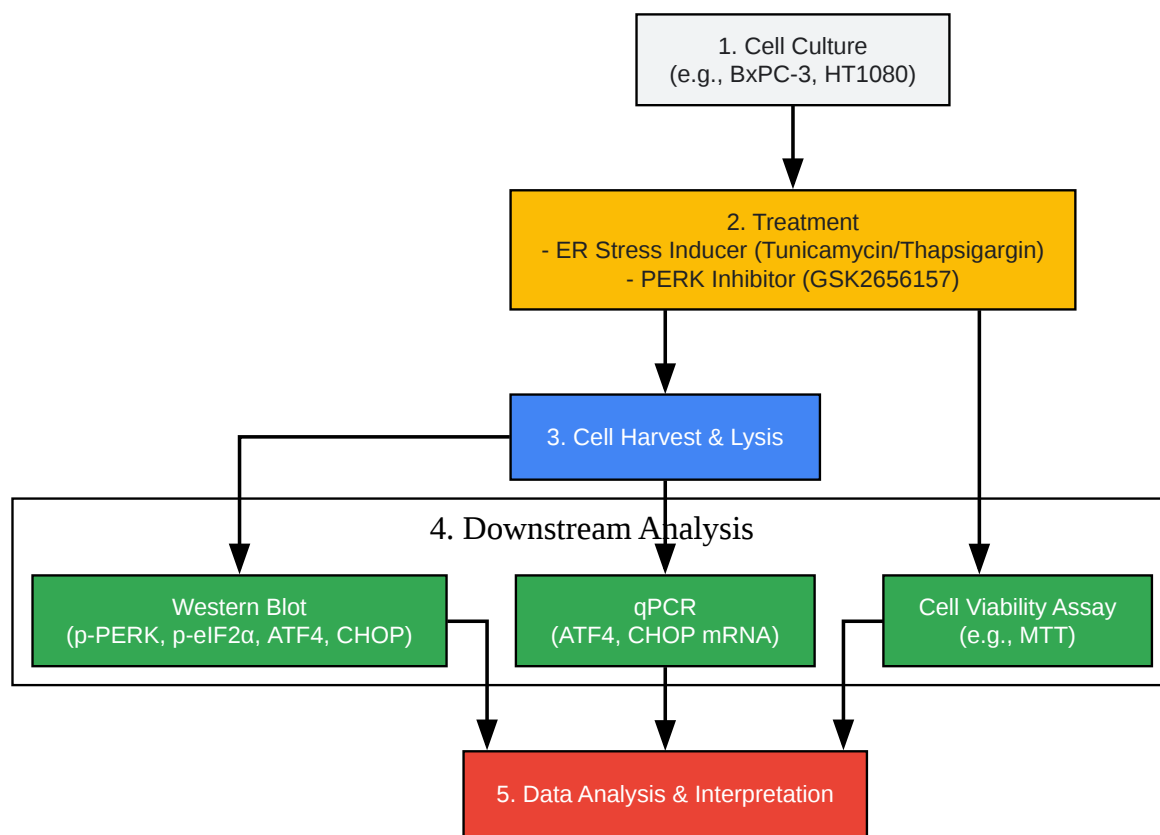 1. Cell Culture
(e.g., BxPC-3, HT1080)
2. Treatment
- ER Stress Inducer (Tunicamycin/Thapsigargin)
- PERK Inhibitor (GSK2656157)
3. Cell Harvest & Lysis
4. Downstream Analysis
Western Blot
(p-PERK, p-eIF2α, ATF4, CHOP)
qPCR
(ATF4, CHOP mRNA)
Cell Viability Assay
(e.g., MTT)
5. Data Analysis & Interpretation